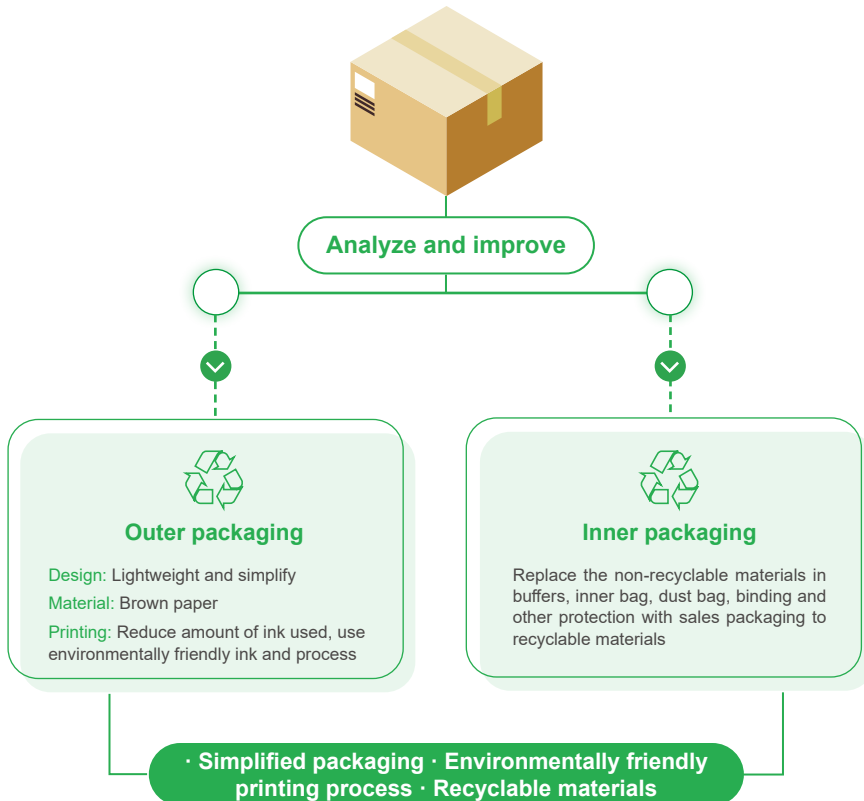 Analyze and improve
Outer packaging
Design: Lightweight and simplify
Material: Brown paper
Printing: Reduce amount of ink used, use
environmentally friendly ink and process
Inner packaging
Replace the non-recyclable materials in
buffers, inner bag, dust bag, binding and
other protection with sales packaging to
recyclable materials
· Simplified packaging · Environmentally friendly
printing process · Recyclable materials